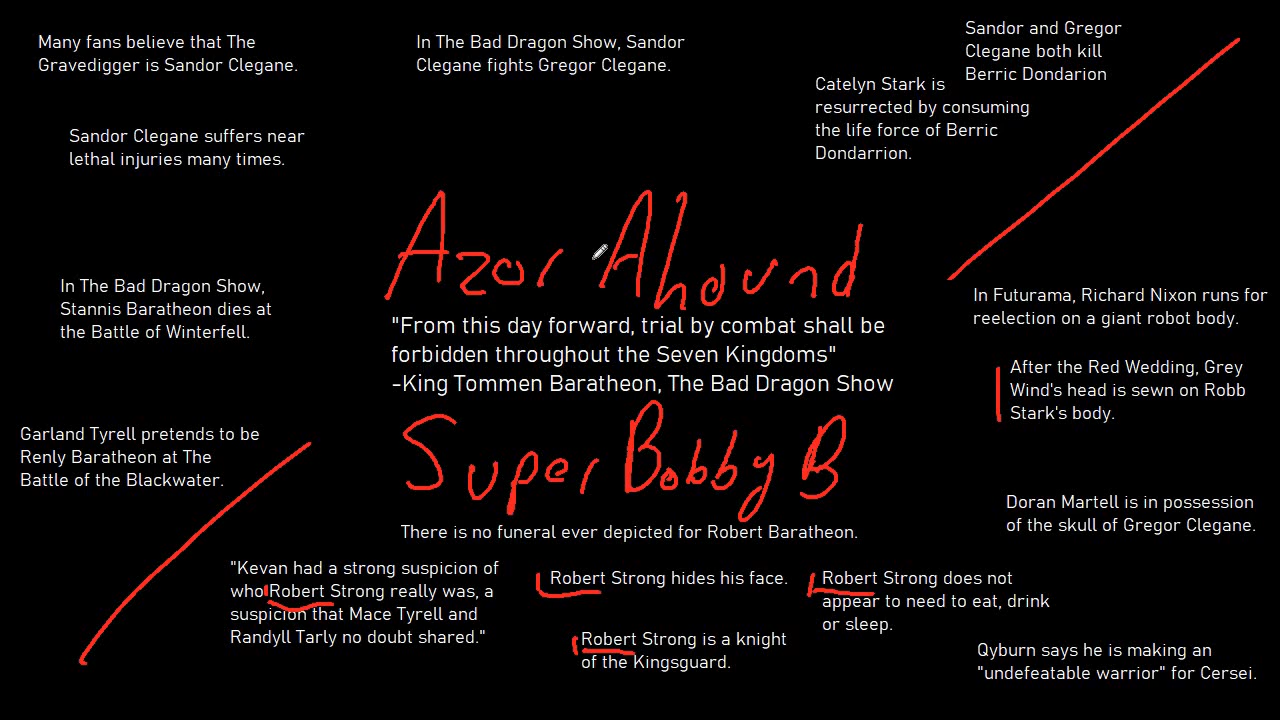 Many fans believe that The
Gravedigger is Sandor Clegane.
In The Bad Dragon Show, Sandor
Clegane fights Gregor Clegane.
Sandor and Gregor
Clegane both kill
Berric Dondarion
Catelyn Stark is
resurrected by consuming
the life force of Berric
Dondarrion.
Sandor Clegane suffers near
lethal injuries many times.
Azor Ahound
In The Bad Dragon Show,
Stannis Baratheon dies at
the Battle of Winterfell.
"From this day forward, trial by combat shall be
forbidden throughout the Seven Kingdoms"
-King Tommen Baratheon, The Bad Dragon Show
In Futurama, Richard Nixon runs for
reelection on a giant robot body.
After the Red Wedding, Grey
Wind's head is sewn on Robb
Stark's body.
Garland Tyrell pretends to be
Renly Baratheon at The
Battle of the Blackwater.
Super Bobby B
There is no funeral ever depicted for Robert Baratheon.
Doran Martell is in possession
of the skull of Gregor Clegane.
"Kevan had a strong suspicion of
who Robert Strong really was, a
suspicion that Mace Tyrell and
Randyll Tarly no doubt shared."
Robert Strong hides his face.
Robert Strong is a knight
of the Kingsguard.
Robert Strong does not
appear to need to eat, drink
or sleep.
Qyburn says he is making an
"undefeatable warrior" for Cersei.